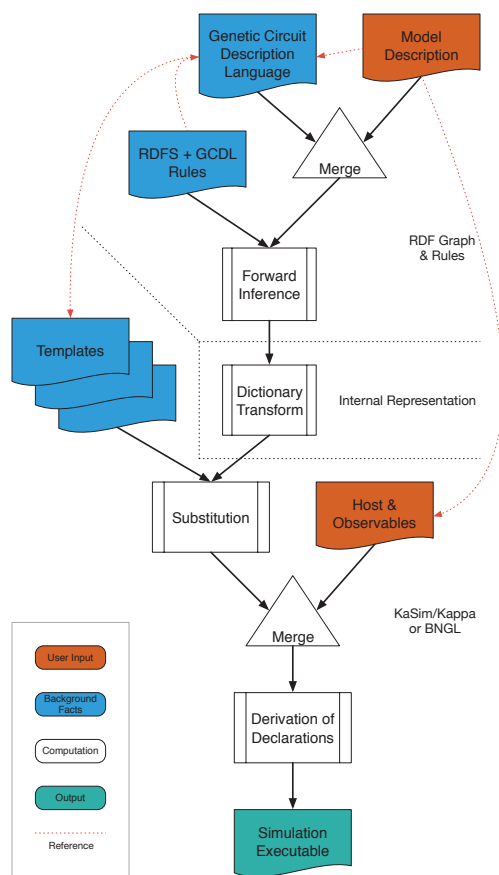 Genetic Circuit
Description
Language
Model
Description
RDFS + GCDL
Rules
Merge
RDF Graph
& Rules
Forward
Inference
Templates
Dictionary
Transform
Internal Representation
Substitution
Host &
Observables
KaSim/Kappa
or BNGL
Merge
User Input
Background
Facts
Derivation of
Declarations
Computation
Output
Simulation
Executable
Reference